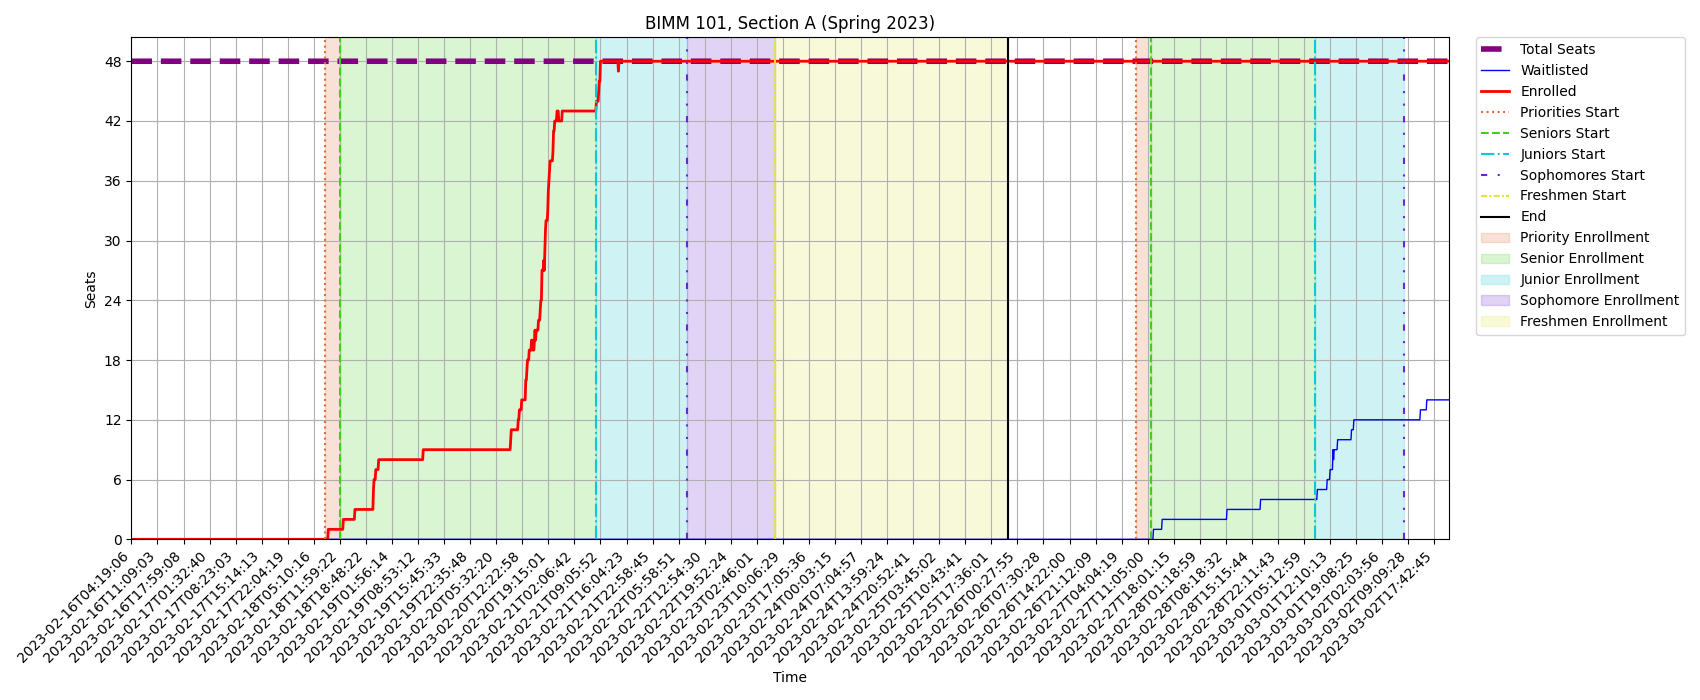 BIMM 101, Section A (Spring 2023)
Total Seats
Waitlisted
Enrolled
Priorities Start
Seniors Start
Juniors Start
Sophomores Start
Freshmen Start
End
Priority Enrollment
Senior Enrollment
Junior Enrollment
Sophomore Enrollment
Freshmen Enrollment
Seats
48
42
36
30
24
18
12
6
0
2023-02-16T04:19:06
2023-02-16T11:09:03
2023-02-16T17:59:08
2023-02-17T01:32:40
2023-02-17T08:23:03
2023-02-17T15:14:13
2023-02-17T22:04:19
2023-02-18T05:10:16
2023-02-18T11:59:22
2023-02-18T18:48:22
2023-02-19T01:56:14
2023-02-19T08:53:12
2023-02-19T15:45:33
2023-02-19T22:35:48
2023-02-20T05:32:20
2023-02-20T12:22:58
2023-02-20T19:15:01
2023-02-21T02:06:42
2023-02-21T09:05:52
2023-02-21T16:04:23
2023-02-21T22:58:45
2023-02-22T05:58:51
2023-02-22T12:54:30
2023-02-22T19:52:24
2023-02-23T02:46:01
2023-02-23T10:06:29
2023-02-23T17:05:36
2023-02-24T00:03:15
2023-02-24T07:04:57
2023-02-24T13:59:24
2023-02-24T20:52:41
2023-02-25T03:45:02
2023-02-25T10:43:41
2023-02-25T17:36:01
2023-02-26T00:27:55
2023-02-26T07:30:28
2023-02-26T14:22:00
2023-02-26T21:12:09
2023-02-27T04:04:19
2023-02-27T11:05:00
2023-02-27T18:01:15
2023-02-28T01:18:59
2023-02-28T08:18:32
2023-02-28T15:15:44
2023-02-28T22:11:43
2023-03-01T05:12:59
2023-03-01T12:10:13
2023-03-01T19:08:25
2023-03-02T02:03:56
2023-03-02T09:09:28
2023-03-02T17:42:45
Time